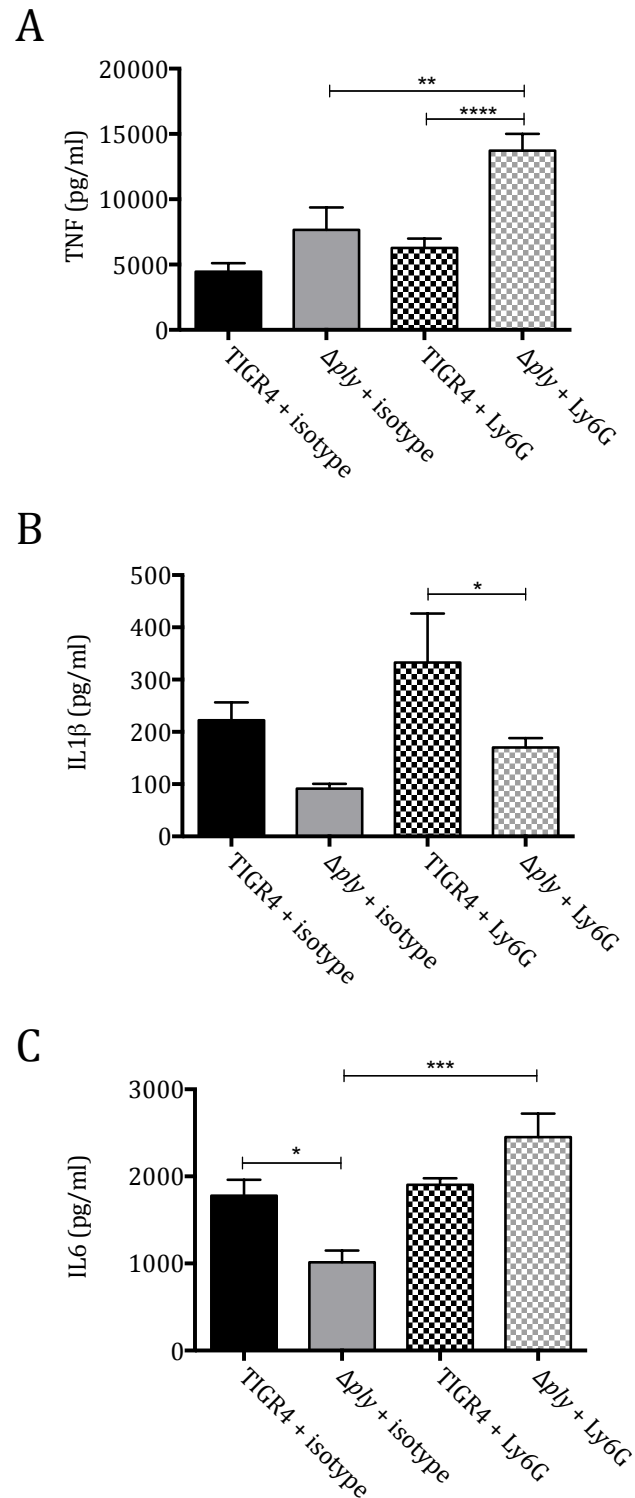 A
20000
15000
10000
5000
0
TNF (pg/ml)
**
****
TIGR4 + isotype
Δply + isotype
TIGR4 + Ly6G
Δply + Ly6G
B
500
400
300
200
100
0
IL1β (pg/ml)
*
TIGR4 + isotype
Δply + isotype
TIGR4 + Ly6G
Δply + Ly6G
C
3000
2000
1000
0
IL6 (pg/ml)
***
*
TIGR4 + isotype
Δply + isotype
TIGR4 + Ly6G
Δply + Ly6G